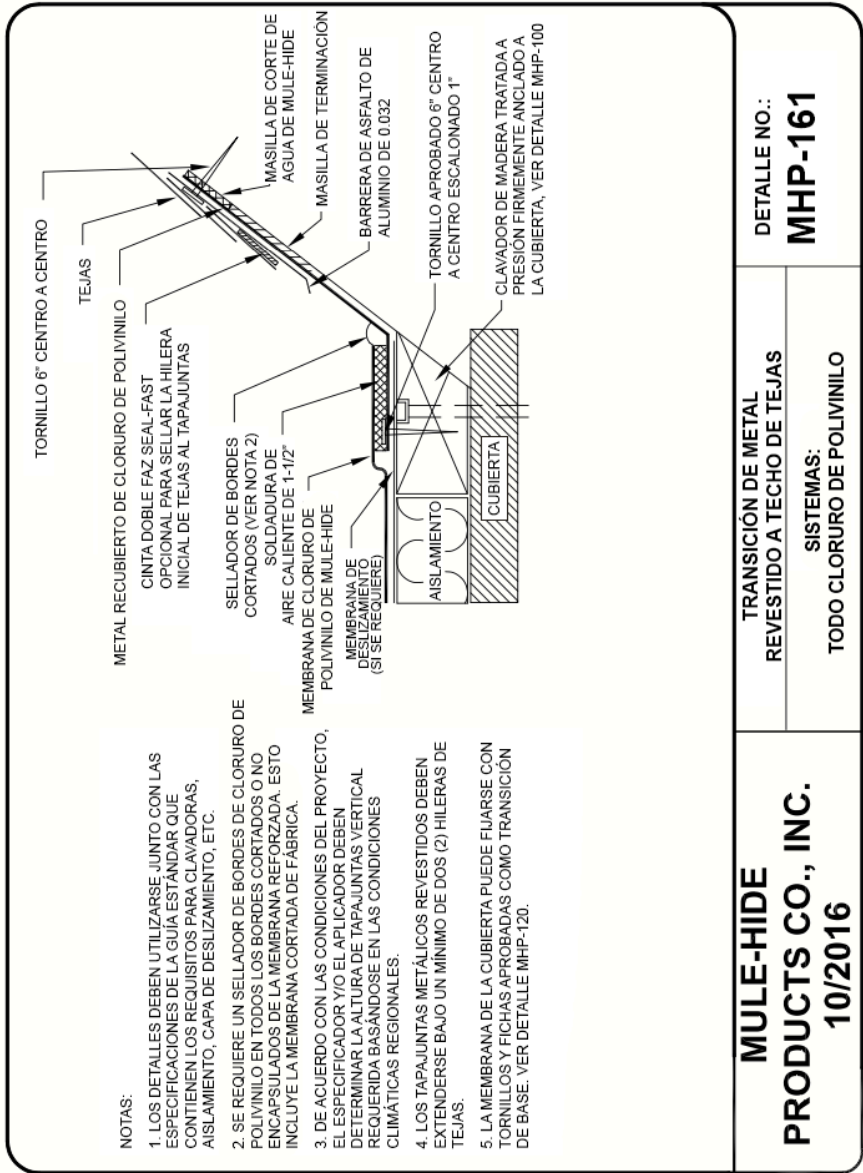 NOTAS:
1. LOS DETALLES DEBEN UTILIZARSE JUNTO CON LAS
ESPECIFICACIONES DE LA GUÍA ESTÁNDAR QUE
CONTIENEN LOS REQUISITOS PARA CLAVADORAS,
AISLAMIENTO, CAPA DE DESLIZAMIENTO, ETC.
2. SE REQUIERE UN SELLADOR DE BORDES DE CLORURO DE
POLIVINILO EN TODOS LOS BORDES CORTADOS O NO
ENCAPSULADOS DE LA MEMBRANA REFORZADA. ESTO
INCLUYE LA MEMBRANA CORTADA DE FÁBRICA.
3. DE ACUERDO CON LAS CONDICIONES DEL PROYECTO,
EL ESPECIFICADOR Y/O EL APLICADOR DEBEN
DETERMINAR LA ALTURA DE TAPAJUNTAS VERTICAL
REQUERIDA BASÁNDOSE EN LAS CONDICIONES
CLIMÁTICAS REGIONALES.
4. LOS TAPAJUNTAS METÁLICOS REVESTIDOS DEBEN
EXTENDERSE BAJO UN MÍNIMO DE DOS (2) HILERAS DE
TEJAS.
5. LA MEMBRANA DE LA CUBIERTA PUEDE FIJARSE CON
TORNILLOS Y FICHAS APROBADAS COMO TRANSICIÓN
DE BASE. VER DETALLE MHP-120.
TORNILLO 6" CENTRO A CENTRO
TEJAS
METAL RECUBIERTO DE CLORURO DE POLIVINILO
CINTA DOBLE FAZ SEAL-FAST
OPCIONAL PARA SELLAR LA HILERA
INICIAL DE TEJAS AL TAPAJUNTAS
SELLADOR DE BORDES
CORTADOS (VER NOTA 2)
SOLDADURA DE
AIRE CALIENTE DE 1-1/2"
MEMBRANA DE CLORURO DE
POLIVINILO DE MULE-HIDE
MEMBRANA DE
DESLIZAMIENTO
(SI SE REQUIERE)
AISLAMIENTO
CUBIERTA
MASILLA DE CORTE DE
AGUA DE MULE-HIDE
MASILLA DE TERMINACIÓN
BARRERA DE ASFALTO DE
ALUMINIO DE 0.032
TORNILLO APROBADO 6" CENTRO
A CENTRO ESCALONADO 1"
CLAVADOR DE MADERA TRATADA A
PRESIÓN FIRMEMENTE ANCLADO A
LA CUBIERTA, VER DETALLE MHP-100
MULE-HIDE
PRODUCTS CO., INC.
10/2016
TRANSICIÓN DE METAL
REVESTIDO A TECHO DE TEJAS
SISTEMAS:
TODO CLORURO DE POLIVINILO
DETALLE NO.:
MHP-161